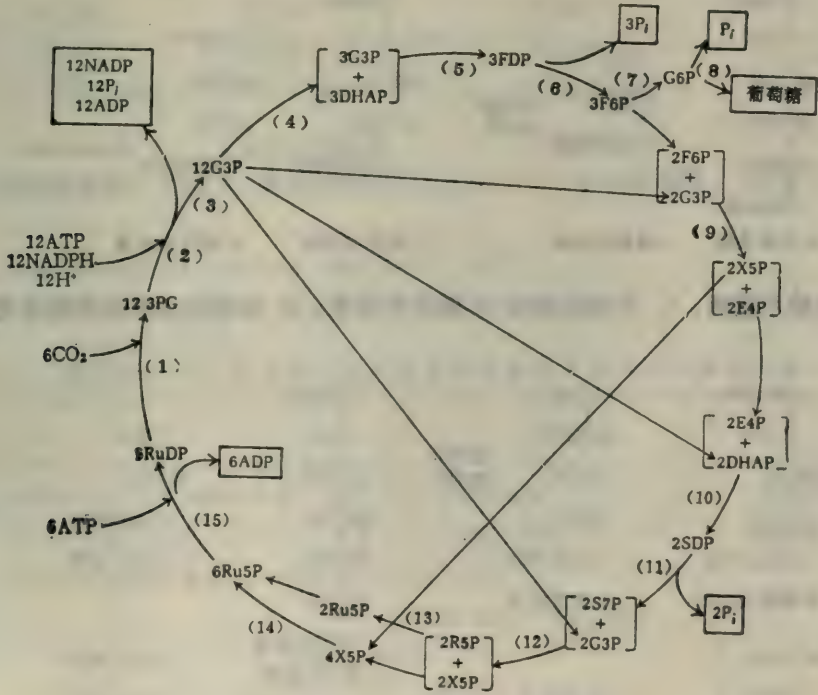 12NADP
12Pi
12ADP
3G3P
+
3DHAP
(5)
3FDP
3Pi
(6)
3F6P
(7)
G6P
Pi
(8)
葡萄糖
(4)
12G3P
(3)
(2)
12ATP
12NADPH
12H+
12 3PG
6CO₂
(1)
6RuDP
6ADP
6ATP
(15)
6Ru5P
(14)
2Ru5P
(13)
4X5P
2R5P
+
2X5P
(12)
2S7P
+
2G3P
(11)
2Pi
2SDP
(10)
2E4P
+
2DHAP
2X5P
+
2E4P
(9)
2F6P
+
2G3P